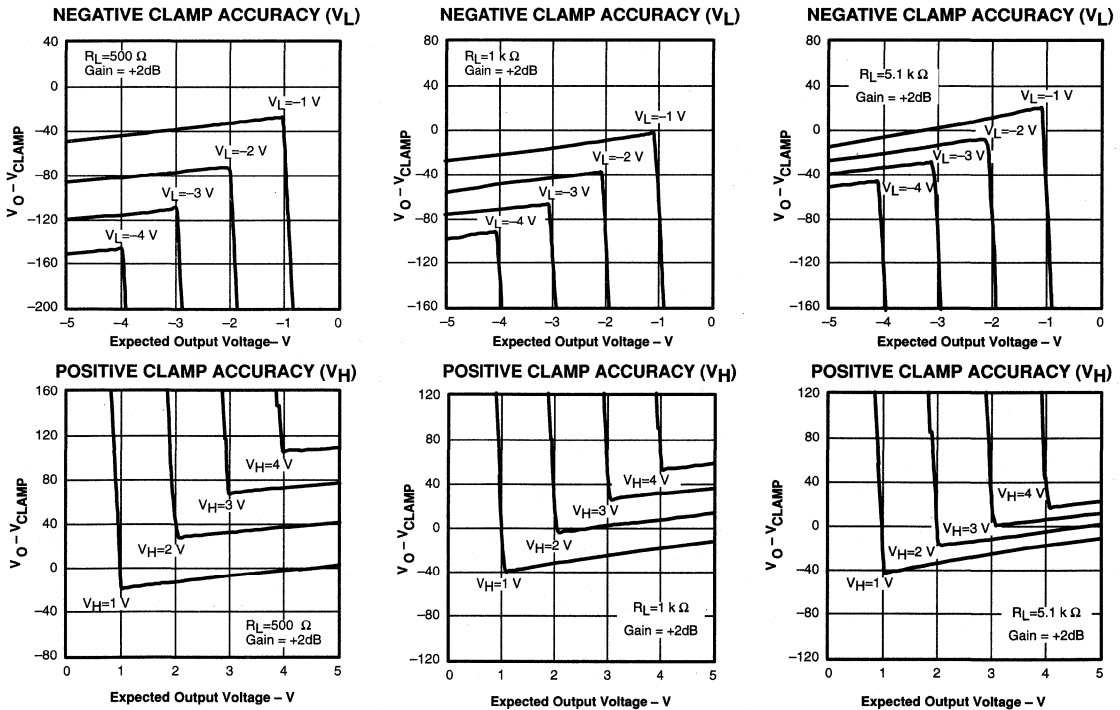 NEGATIVE CLAMP ACCURACY (VL)
40
0
−40
−80
−120
−160
−200
VO − VCLAMP
RL=500 Ω
Gain = +2dB
VL=−1 V
VL=−2 V
VL=−3 V
VL=−4 V
−5 −4 −3 −2 −1 0
Expected Output Voltage− V
NEGATIVE CLAMP ACCURACY (VL)
80
40
0
−40
−80
−120
−160
VO − VCLAMP
RL=1 k Ω
Gain = +2dB
VL=−1 V
VL=−2 V
VL=−3 V
VL=−4 V
−5 −4 −3 −2 −1 0
Expected Output Voltage− V
NEGATIVE CLAMP ACCURACY (VL)
80
40
0
−40
−80
−120
−160
VO − VCLAMP
RL=5.1 k Ω
Gain = +2dB
VL=−1 V
VL=−2 V
VL=−3 V
VL=−4 V
−5 −4 −3 −2 −1 0
Expected Output Voltage− V
POSITIVE CLAMP ACCURACY (VH)
160
120
80
40
0
−40
−80
VO − VCLAMP
VH=4 V
VH=3 V
VH=2 V
VH=1 V
RL=500 Ω
Gain = +2dB
0 1 2 3 4 5
Expected Output Voltage − V
POSITIVE CLAMP ACCURACY (VH)
120
80
40
0
−40
−80
−120
VO − VCLAMP
VH=4 V
VH=3 V
VH=2 V
VH=1 V
RL=1 k Ω
Gain = +2dB
0 1 2 3 4 5
Expected Output Voltage − V
POSITIVE CLAMP ACCURACY (VH)
120
80
40
0
−40
−80
−120
VO − VCLAMP
VH=4 V
VH=3 V
VH=2 V
VH=1 V
RL=5.1 k Ω
Gain = +2dB
0 1 2 3 4 5
Expected Output Voltage − V